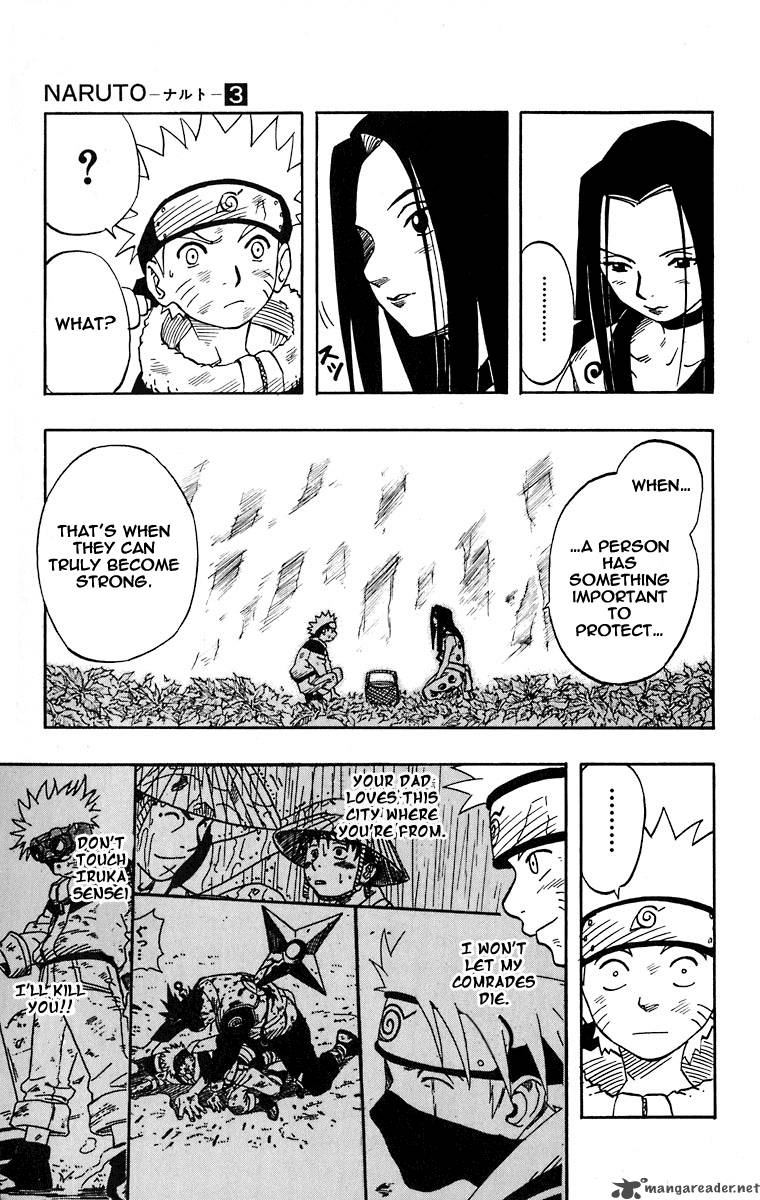 NARUTO —ナルト— 3
...........
スッ
?
WHAT?
WHEN...
...A PERSON
HAS
SOMETHING
IMPORTANT
TO
PROTECT...
THAT'S WHEN
THEY CAN
TRULY BECOME
STRONG.
...........
YOUR DAD
LOVES THIS
CITY WHERE
YOU'RE FROM.
I WON'T
LET MY
COMRADES
DIE.
DON'T
TOUCH
IRUKA
SENSEI
I'LL KILL
YOU!!
mangareader.net